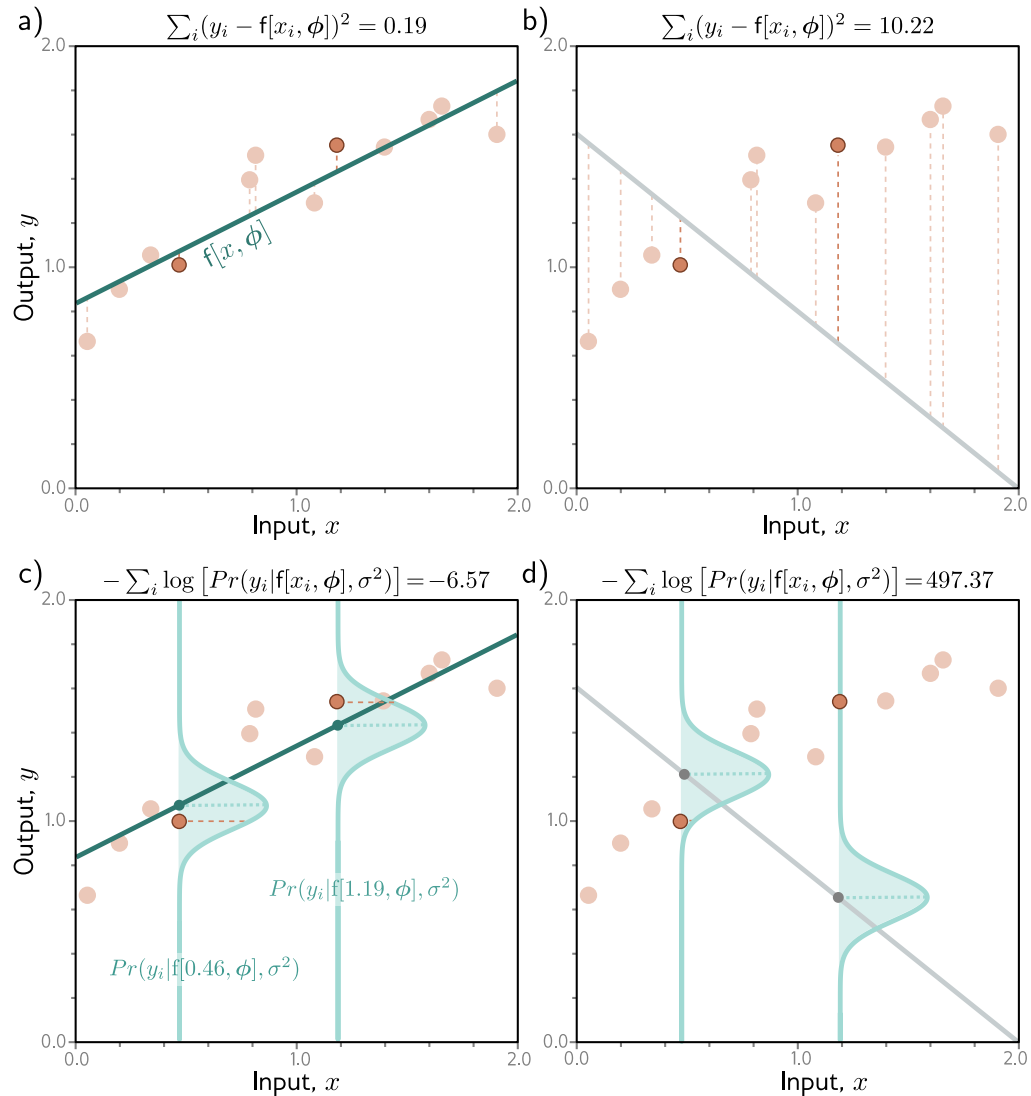 a)
∑ᵢ(yᵢ − f[xᵢ, ϕ])² = 0.19
2.0
1.0
0.0
Output, y
f[x, ϕ]
0.0 1.0 2.0
Input, x
b)
∑ᵢ(yᵢ − f[xᵢ, ϕ])² = 10.22
2.0
1.0
0.0
0.0 1.0 2.0
Input, x
c)
− ∑ᵢ log [Pr(yᵢ|f[xᵢ, ϕ], σ²)] = −6.57
2.0
1.0
0.0
Output, y
Pr(yᵢ|f[1.19, ϕ], σ²)
Pr(yᵢ|f[0.46, ϕ], σ²)
0.0 1.0 2.0
Input, x
d)
− ∑ᵢ log [Pr(yᵢ|f[xᵢ, ϕ], σ²)] = 497.37
2.0
1.0
0.0
0.0 1.0 2.0
Input, x